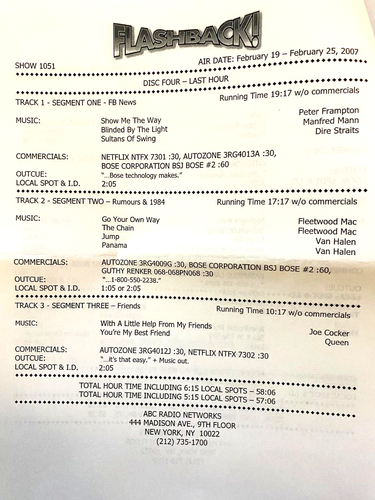 FLASHBACK!
SHOW 1051
AIR DATE: February 19 – February 25, 2007
DISC FOUR – LAST HOUR
TRACK 1 - SEGMENT ONE - FB News Running Time 19:17 w/o commercials
MUSIC: Show Me The Way Peter Frampton
Blinded By The Light Manfred Mann
Sultans Of Swing Dire Straits
COMMERCIALS: NETFLIX NTFX 7301 :30, AUTOZONE 3RG4013A :30,
BOSE CORPORATION BSJ BOSE #2 :60
OUTCUE: "...Bose technology makes."
LOCAL SPOT & I.D. 2:05
TRACK 2 - SEGMENT TWO – Rumours & 1984 Running Time 17:17 w/o commercials
MUSIC: Go Your Own Way Fleetwood Mac
The Chain Fleetwood Mac
Jump Van Halen
Panama Van Halen
COMMERCIALS: AUTOZONE 3RG4009G :30, BOSE CORPORATION BSJ BOSE #2 :60,
GUTHY RENKER 068-068PN068 :30
OUTCUE: "...1-800-550-2238."
LOCAL SPOT & I.D. 1:05 or 2:05
TRACK 3 - SEGMENT THREE – Friends Running Time 10:17 w/o commercials
MUSIC: With A Little Help From My Friends Joe Cocker
You're My Best Friend Queen
COMMERCIALS: AUTOZONE 3RG4012J :30, NETFLIX NTFX 7302 :30
OUTCUE: "...it's that easy." + Music out.
LOCAL SPOT & I.D. 2:05
TOTAL HOUR TIME INCLUDING 6:15 LOCAL SPOTS – 58:06
TOTAL HOUR TIME INCLUDING 5:15 LOCAL SPOTS – 57:06
ABC RADIO NETWORKS
444 MADISON AVE., 9TH FLOOR
NEW YORK, NY 10022
(212) 735-1700